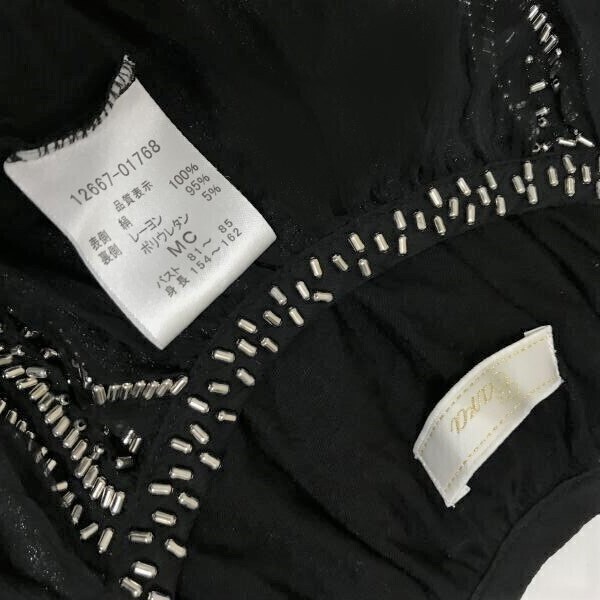 12667-01768
品質表示
表側 絹 100%
裏側 レーヨン 95%
ポリウレタン 5%
MC
バスト 81〜 85
身長 154〜162